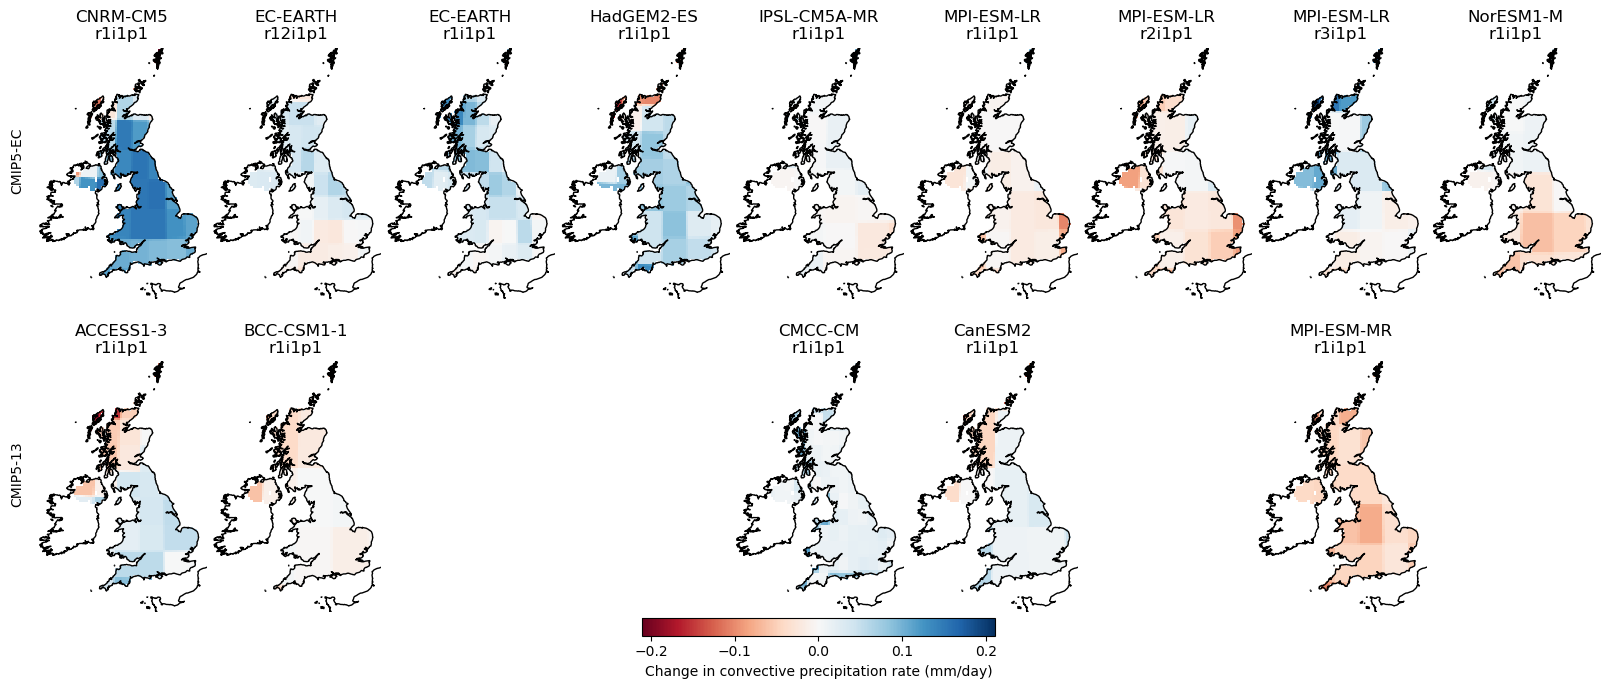 CNRM-CM5
r1i1p1
EC-EARTH
r12i1p1
EC-EARTH
r1i1p1
HadGEM2-ES
r1i1p1
IPSL-CM5A-MR
r1i1p1
MPI-ESM-LR
r1i1p1
MPI-ESM-LR
r2i1p1
MPI-ESM-LR
r3i1p1
NorESM1-M
r1i1p1
CMIP5-EC
ACCESS1-3
r1i1p1
BCC-CSM1-1
r1i1p1
CMCC-CM
r1i1p1
CanESM2
r1i1p1
MPI-ESM-MR
r1i1p1
CMIP5-13
−0.2 −0.1 0.0 0.1 0.2
Change in convective precipitation rate (mm/day)